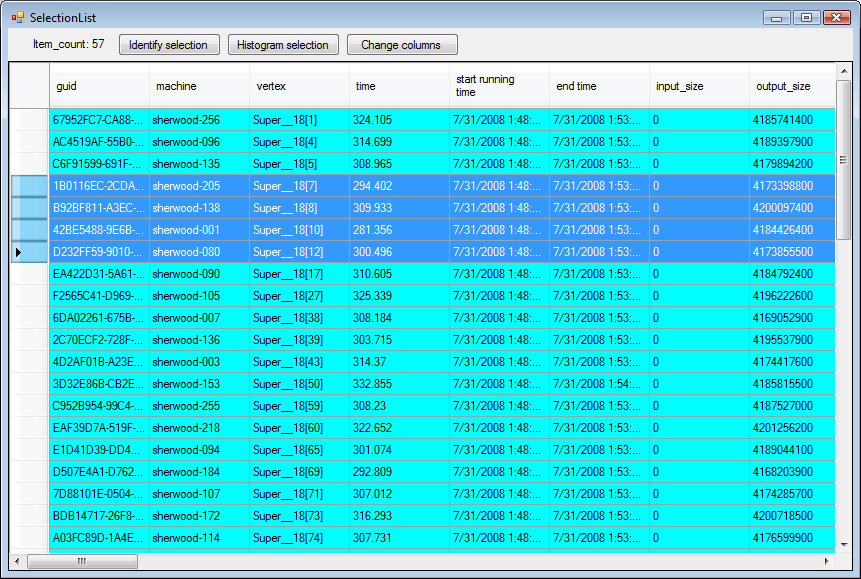 SelectionList
Item_count: 57 Identify selection Histogram selection Change columns
guid machine vertex time start running time end time input_size output_size
67952FC7-CA88-... sherwood-256 Super__18[1] 324.105 7/31/2008 1:48:... 7/31/2008 1:53:... 0 4185741400
AC4519AF-55B0-... sherwood-096 Super__18[4] 314.699 7/31/2008 1:48:... 7/31/2008 1:53:... 0 4189397900
C6F91599-691F-... sherwood-135 Super__18[5] 308.965 7/31/2008 1:48:... 7/31/2008 1:53:... 0 4179894200
1B0116EC-2CDA... sherwood-205 Super__18[7] 294.402 7/31/2008 1:48:... 7/31/2008 1:53:... 0 4173398800
B92BF811-A3EC-... sherwood-138 Super__18[8] 309.933 7/31/2008 1:48:... 7/31/2008 1:53:... 0 4200097400
42BE5488-9E6B-... sherwood-001 Super__18[10] 281.356 7/31/2008 1:48:... 7/31/2008 1:53:... 0 4184426400
D232FF59-9010-... sherwood-080 Super__18[12] 300.496 7/31/2008 1:48:... 7/31/2008 1:53:... 0 4173855500
EA422D31-5A61-... sherwood-090 Super__18[17] 310.605 7/31/2008 1:48:... 7/31/2008 1:53:... 0 4184792400
F2565C41-D969-... sherwood-105 Super__18[27] 325.339 7/31/2008 1:48:... 7/31/2008 1:53:... 0 4196222600
6DA02261-675B-... sherwood-007 Super__18[38] 308.184 7/31/2008 1:48:... 7/31/2008 1:53:... 0 4169052900
2C70ECF2-728F-... sherwood-136 Super__18[39] 303.715 7/31/2008 1:48:... 7/31/2008 1:53:... 0 4195537900
4D2AF01B-A23E... sherwood-003 Super__18[43] 314.37 7/31/2008 1:48:... 7/31/2008 1:53:... 0 4174417600
3D32E86B-CB2E... sherwood-153 Super__18[50] 332.855 7/31/2008 1:48:... 7/31/2008 1:54:... 0 4185815500
C952B954-99C4-... sherwood-255 Super__18[59] 308.23 7/31/2008 1:48:... 7/31/2008 1:53:... 0 4187527000
EAF39D7A-519F-... sherwood-218 Super__18[60] 322.652 7/31/2008 1:48:... 7/31/2008 1:53:... 0 4201256200
E1D41D39-DD4... sherwood-094 Super__18[65] 301.074 7/31/2008 1:48:... 7/31/2008 1:53:... 0 4189044100
D507E4A1-D762... sherwood-184 Super__18[69] 292.809 7/31/2008 1:48:... 7/31/2008 1:53:... 0 4168203900
7D88101E-0504-... sherwood-107 Super__18[71] 307.012 7/31/2008 1:48:... 7/31/2008 1:53:... 0 4174285700
BDB14717-26F8-... sherwood-172 Super__18[73] 316.293 7/31/2008 1:48:... 7/31/2008 1:53:... 0 4200718500
A03FC89D-1A4E... sherwood-114 Super__18[74] 307.731 7/31/2008 1:48:... 7/31/2008 1:53:... 0 4176599900